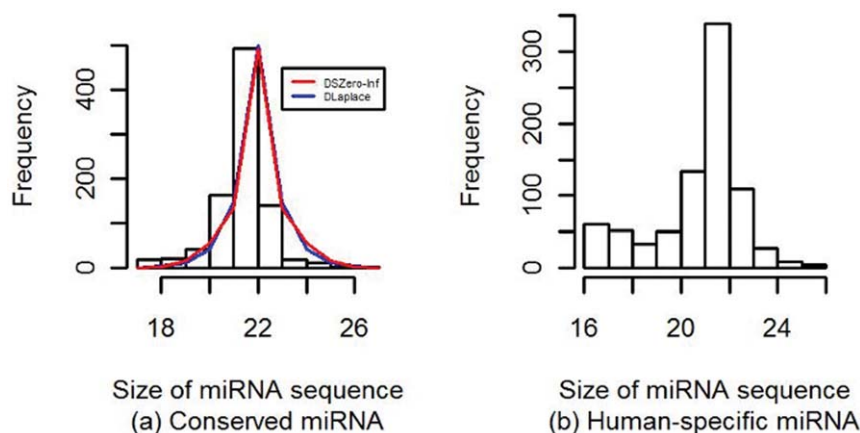 Frequency
0
200
400
DSZero-Inf
DLaplace
18
22
26
Size of miRNA sequence
(a) Conserved miRNA
Frequency
0
50
100
200
300
16
20
24
Size of miRNA sequence
(b) Human-specific miRNA